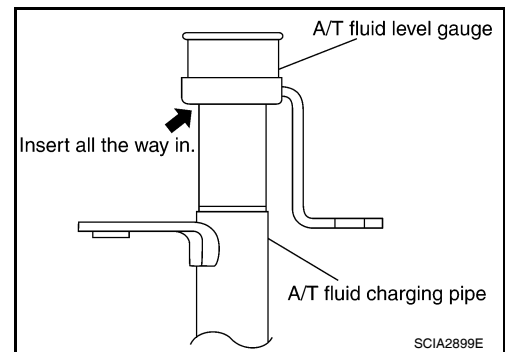 A/T fluid level gauge
Insert all the way in.
A/T fluid charging pipe
SCIA2899E